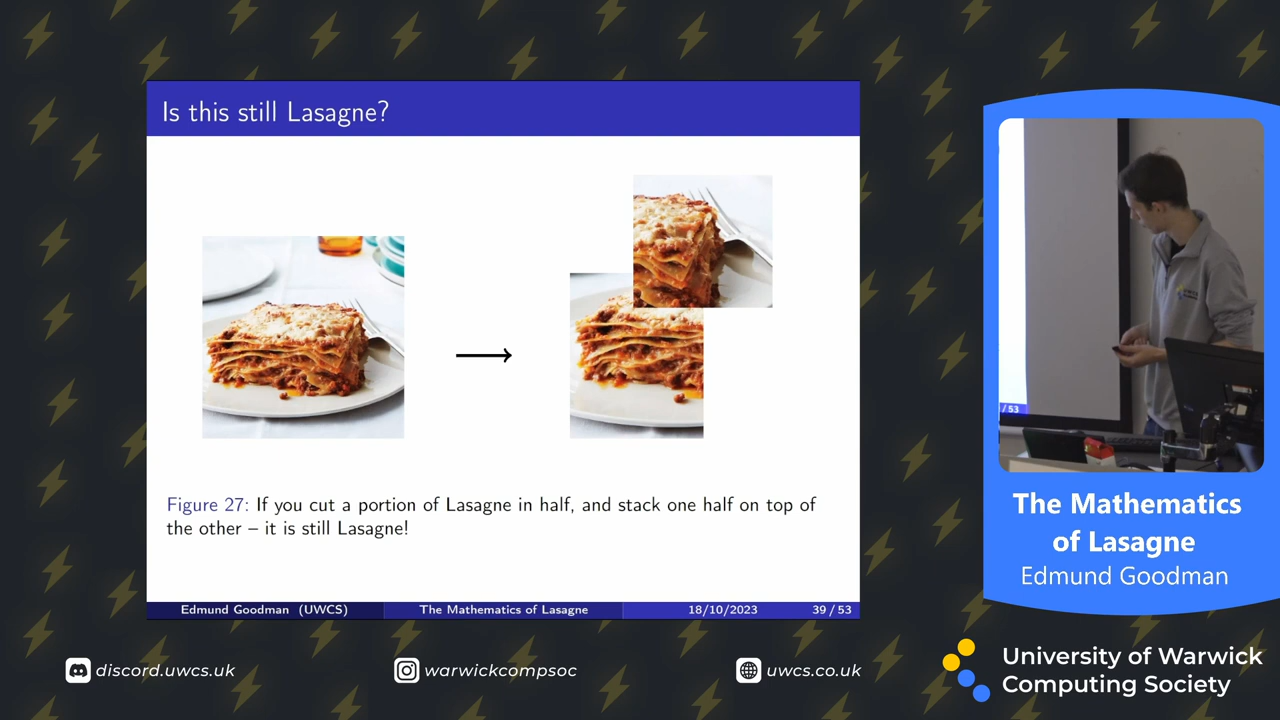 Is this still Lasagne?
Figure 27: If you cut a portion of Lasagne in half, and stack one half on top of
the other – it is still Lasagne!
Edmund Goodman (UWCS)
The Mathematics of Lasagne
18/10/2023
39 / 53
/ 53
The Mathematics
of Lasagne
Edmund Goodman
discord.uwcs.uk
warwickcompsoc
uwcs.co.uk
University of Warwick
Computing Society